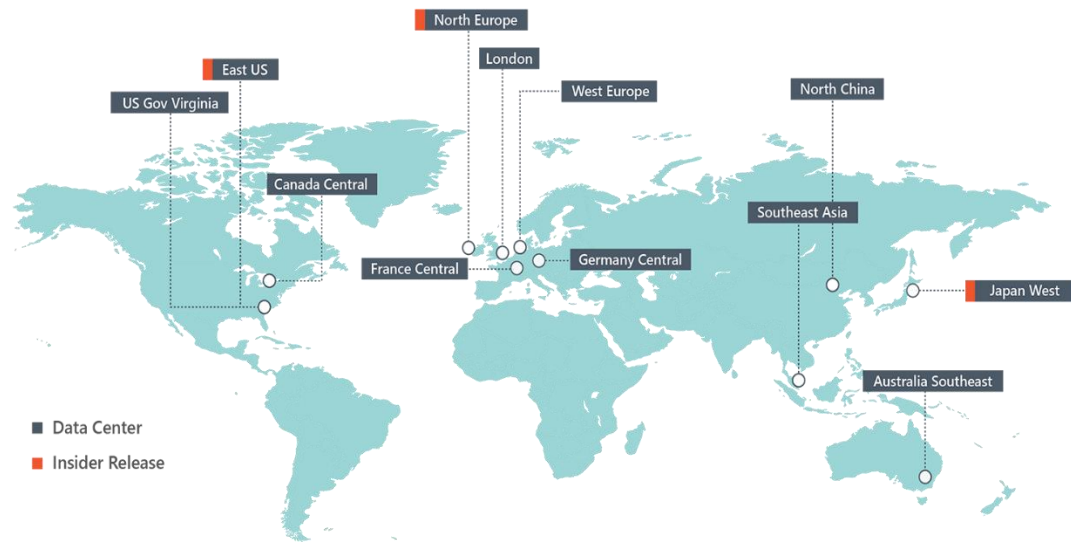 North Europe
London
East US
West Europe
North China
US Gov Virginia
Canada Central
Southeast Asia
France Central
Germany Central
Japan West
Australia Southeast
Data Center
Insider Release